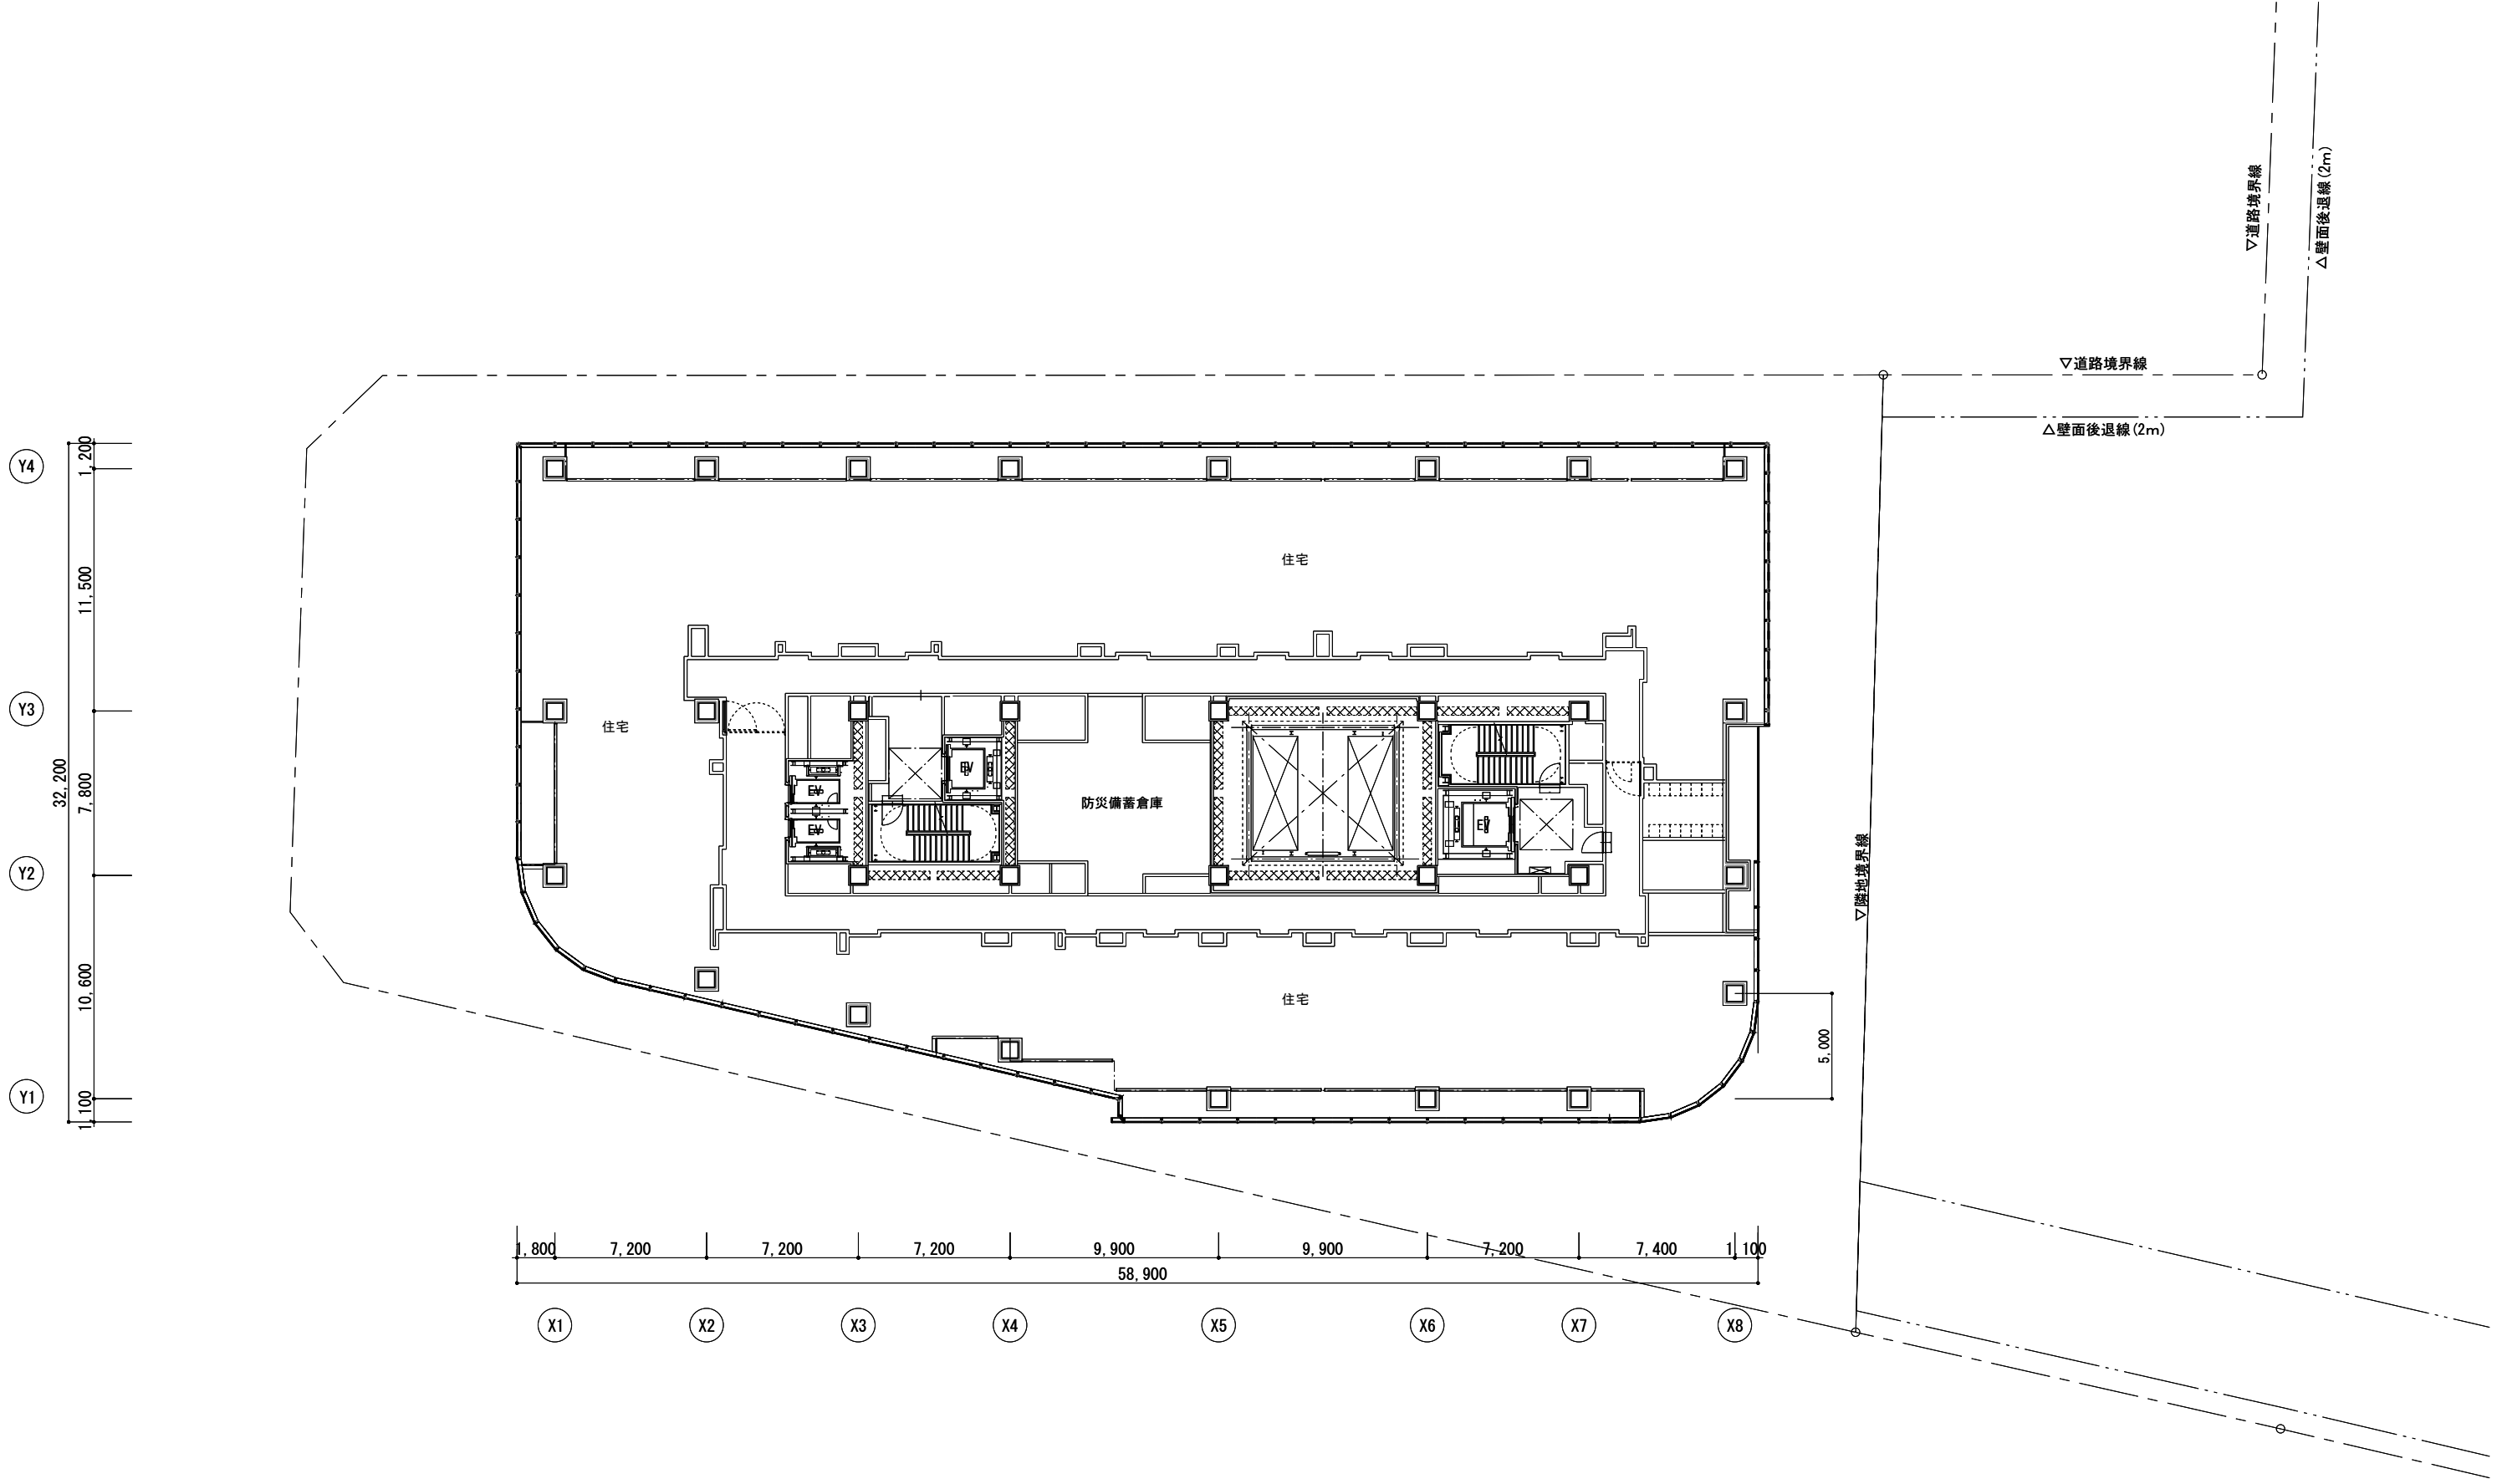 ▽道路境界線
△壁面後退線(2m)
▽道路境界線
△壁面後退線(2m)
Y4
1,200
11,500
住宅
Y3
住宅
32,200
7,800
EV
EV
EV
EV
防災備蓄倉庫
Y2
▽隣地境界線
10,600
住宅
5,000
Y1
1,100
1,800
7,200
7,200
7,200
9,900
9,900
7,200
7,400
1,100
58,900
X1
X2
X3
X4
X5
X6
X7
X8